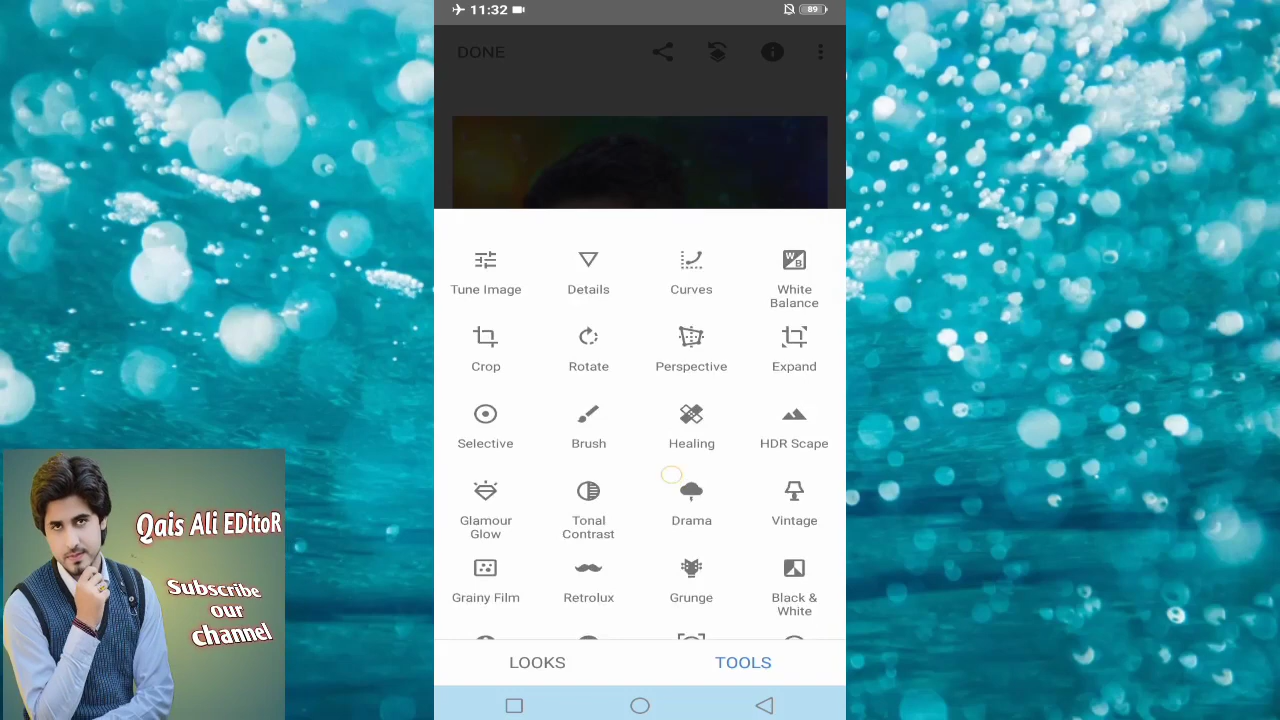 11:32
89
DONE
Tune Image
Details
Curves
White
Balance
Crop
Rotate
Perspective
Expand
Selective
Brush
Healing
HDR Scape
Glamour
Glow
Tonal
Contrast
Drama
Vintage
Grainy Film
Retrolux
Grunge
Black &
White
LOOKS
TOOLS
Qais Ali EDitoR
Subscribe
our
channel